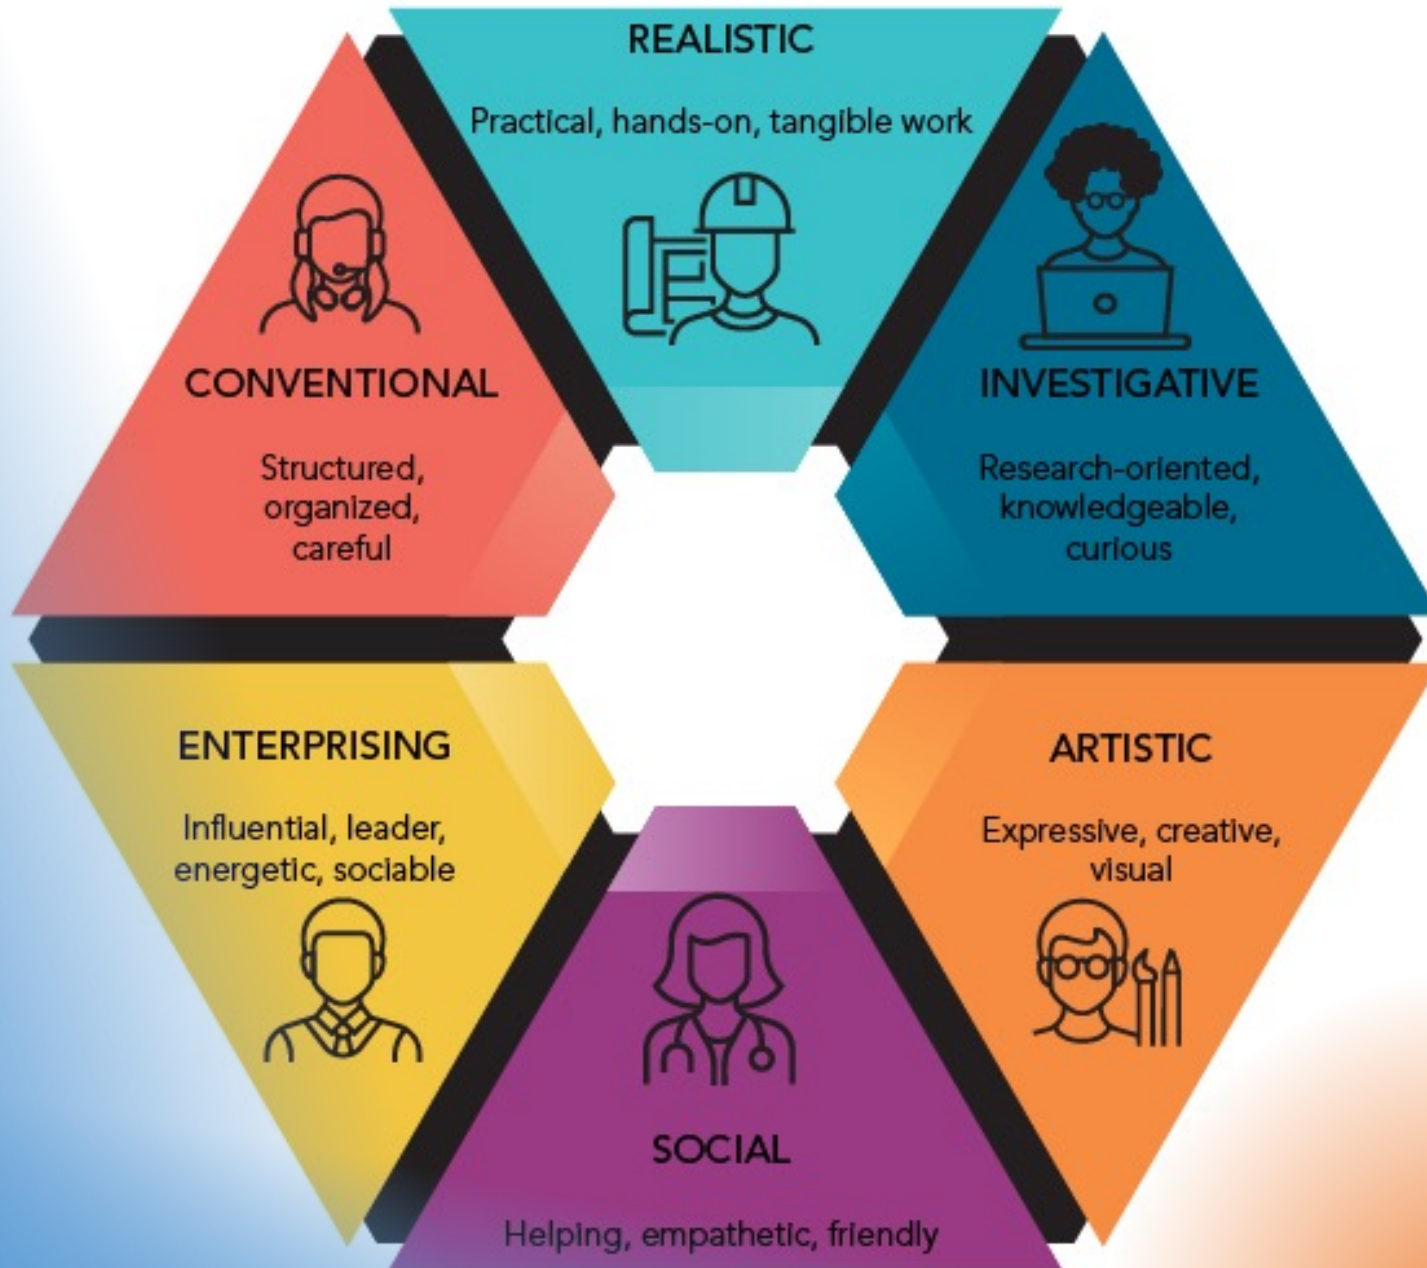 REALISTIC
Practical, hands-on, tangible work
CONVENTIONAL
Structured,
organized,
careful
INVESTIGATIVE
Research-oriented,
knowledgeable,
curious
ENTERPRISING
Influential, leader,
energetic, sociable
ARTISTIC
Expressive, creative,
visual
SOCIAL
Helping, empathetic, friendly